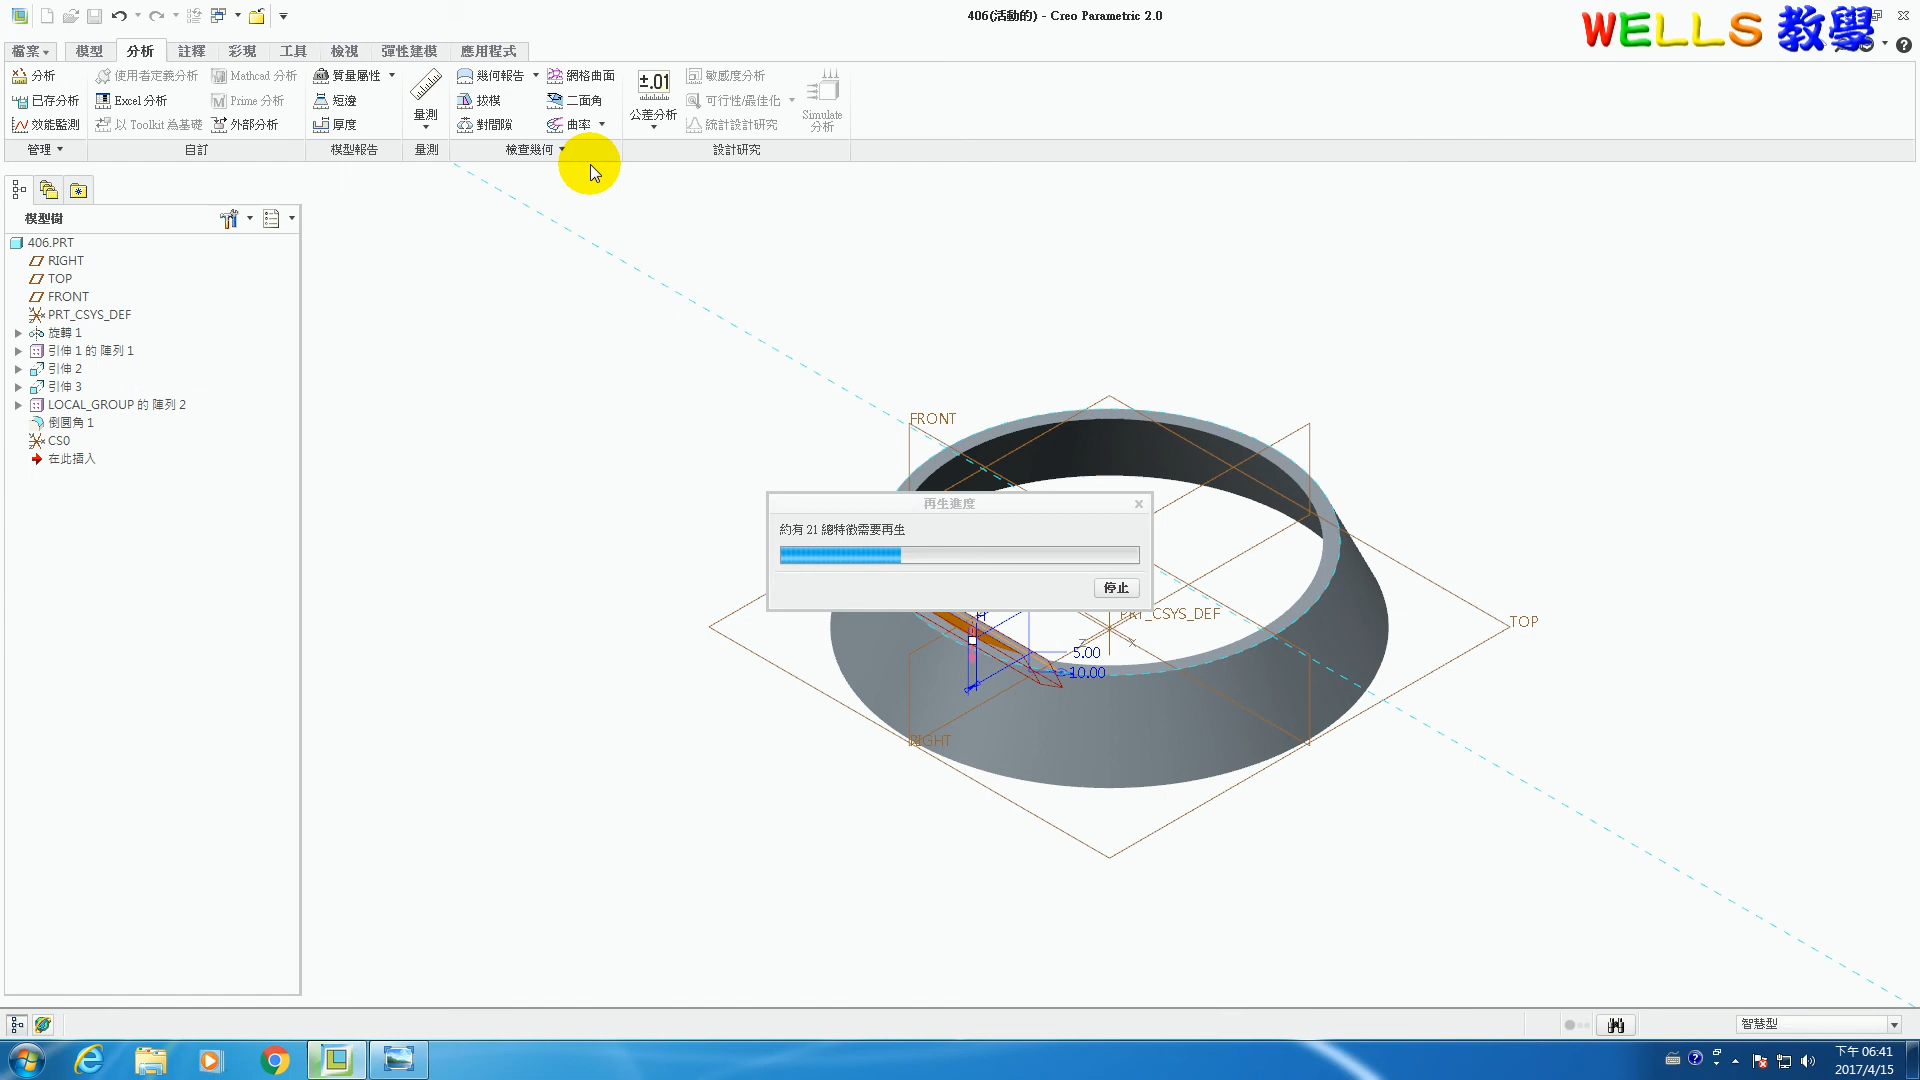 406(活動的) - Creo Parametric 2.0
WELLS 教學
檔案 模型 分析 註釋 彩現 工具 檢視 彈性建模 應用程式
分析 使用者定義分析 Mathcad 分析 質量屬性 幾何報告 網格曲面 敏感度分析
已存分析 Excel 分析 Prime 分析 短邊 拔模 二面角 可行性/最佳化
效能監測 以 Toolkit 為基礎 外部分析 厚度 對間隙 曲率 統計設計研究
量測
±.01
公差分析
Simulate
分析
管理 自訂 模型報告 量測 檢查幾何 設計研究
模型樹
406.PRT
RIGHT
TOP
FRONT
PRT_CSYS_DEF
旋轉 1
引伸 1 的 陣列 1
引伸 2
引伸 3
LOCAL_GROUP 的 陣列 2
倒圓角 1
CS0
在此插入
FRONT
再生進度
約有 21 總特徵需要再生
停止
PRT_CSYS_DEF
TOP
Z
X
5.00
10.00
RIGHT
智慧型
下午 06:41
2017/4/15